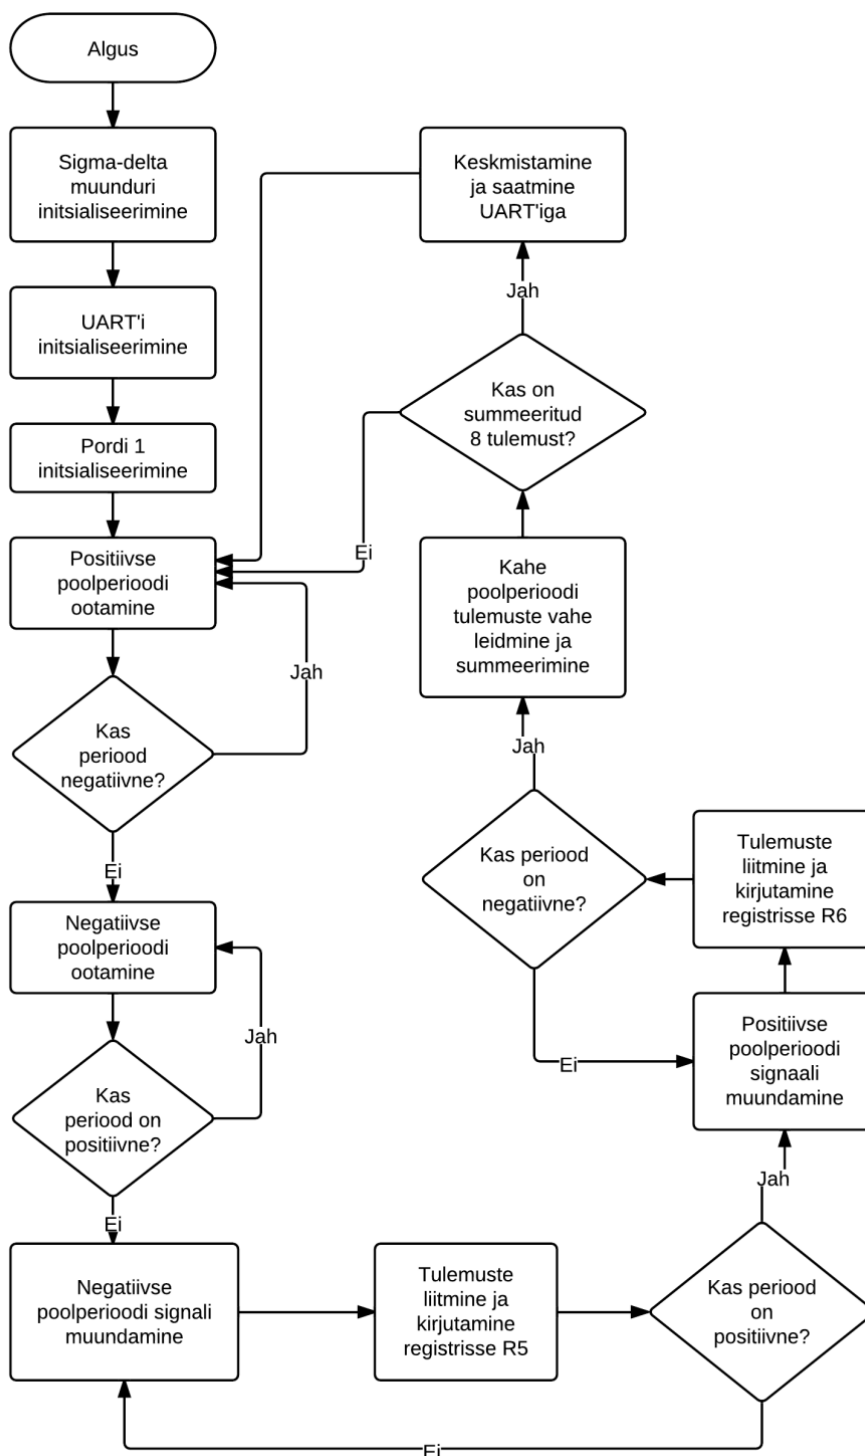 Algus
Sigma-delta
muunduri
initsialiseerimine
UART'i
initsialiseerimine
Pordi 1
initsialiseerimine
Positiivse
poolperioodi
ootamine
Kas
periood
negatiivne?
Jah
Ei
Negatiivse
poolperioodi
ootamine
Kas
periood on
positiivne?
Jah
Ei
Negatiivse
poolperioodi signali
muundamine
Tulemuste
liitmine ja
kirjutamine
registrisse R5
Kas periood
on
positiivne?
Ei
Jah
Positiivse
poolperioodi
signaali
muundamine
Tulemuste
liitmine ja
kirjutamine
registrisse R6
Kas periood
on
negatiivne?
Ei
Jah
Kahe
poolperioodi
tulemuste vahe
leidmine ja
summeerimine
Kas on
summeeritud
8 tulemust?
Ei
Jah
Keskmistamine
ja saatmine
UART'iga